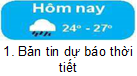 Hôm nay
24° - 27°
1. Bản tin dự báo thời
tiết